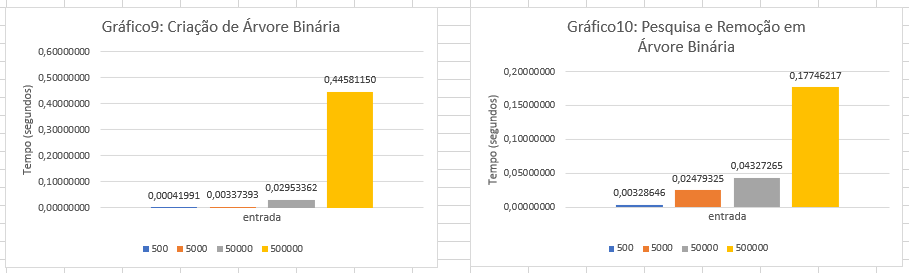 Gráfico9: Criação de Árvore Binária
0,60000000
0,50000000
0,40000000
0,30000000
0,20000000
0,10000000
0,00000000
Tempo (segundos)
0,00041991
0,00337393
0,02953362
0,44581150
entrada
500 5000 50000 500000
Gráfico10: Pesquisa e Remoção em
Árvore Binária
0,20000000
0,15000000
0,10000000
0,05000000
0,00000000
Tempo (segundos)
0,00328646
0,02479325
0,04327265
0,17746217
entrada
500 5000 50000 500000